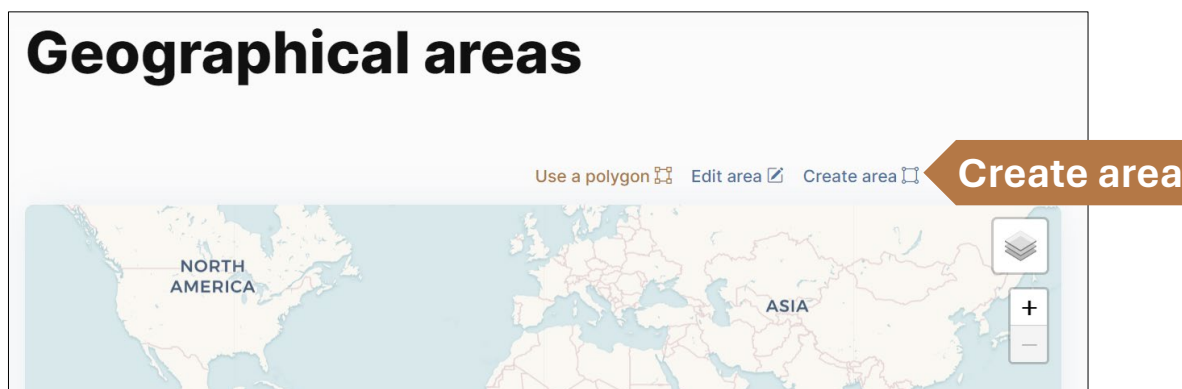 Geographical areas
Use a polygon Edit area Create area
Create area
NORTH
AMERICA
ASIA
+
−